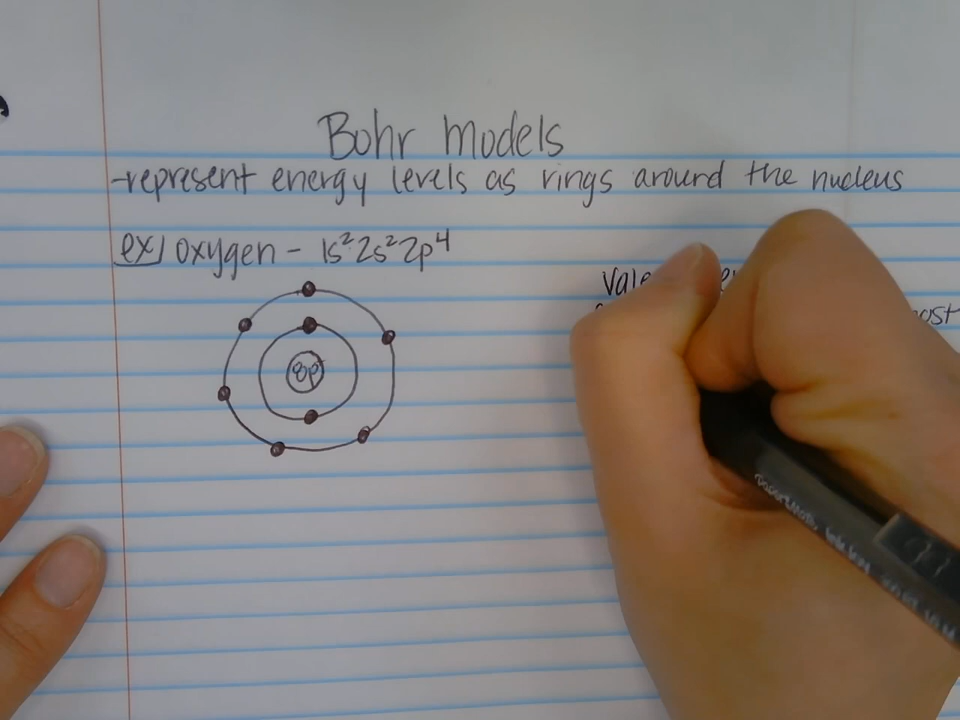 Bohr Models
-represent energy levels as rings around the nucleus
ex) oxygen - 1s²2s²2p⁴
8p⁺